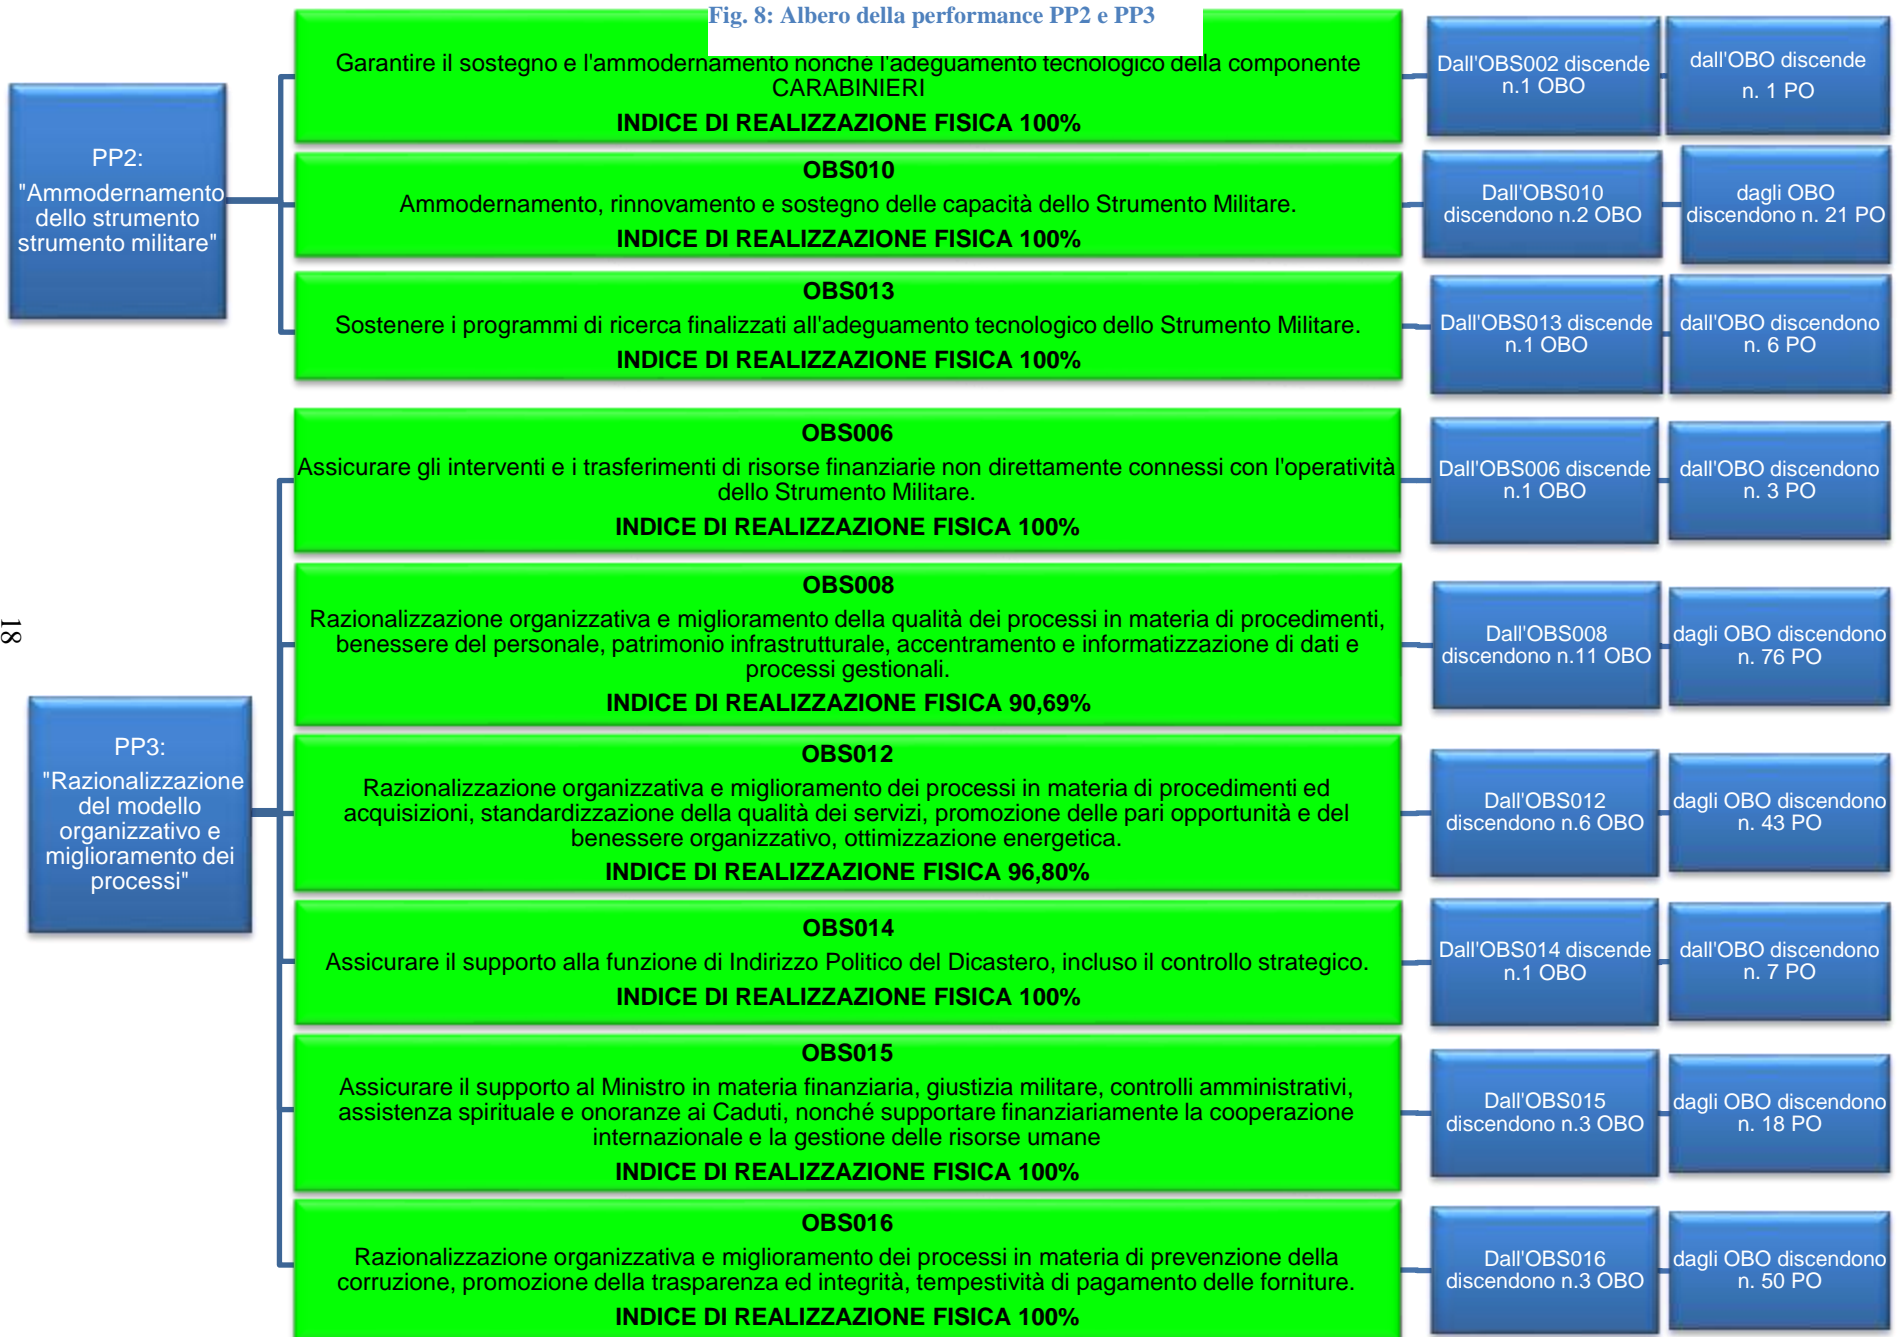 Fig. 8: Albero della performance PP2 e PP3
PP2:
"Ammodernamento
dello strumento
strumento militare"
Garantire il sostegno e l'ammodernamento nonché l'adeguamento tecnologico della componente
CARABINIERI
INDICE DI REALIZZAZIONE FISICA 100%
Dall'OBS002 discende
n.1 OBO
dall'OBO discende
n. 1 PO
OBS010
Ammodernamento, rinnovamento e sostegno delle capacità dello Strumento Militare.
INDICE DI REALIZZAZIONE FISICA 100%
Dall'OBS010
discendono n.2 OBO
dagli OBO
discendono n. 21 PO
OBS013
Sostenere i programmi di ricerca finalizzati all'adeguamento tecnologico dello Strumento Militare.
INDICE DI REALIZZAZIONE FISICA 100%
Dall'OBS013 discende
n.1 OBO
dall'OBO discendono
n. 6 PO
PP3:
"Razionalizzazione
del modello
organizzativo e
miglioramento dei
processi"
OBS006
Assicurare gli interventi e i trasferimenti di risorse finanziarie non direttamente connessi con l'operatività
dello Strumento Militare.
INDICE DI REALIZZAZIONE FISICA 100%
Dall'OBS006 discende
n.1 OBO
dall'OBO discendono
n. 3 PO
OBS008
Razionalizzazione organizzativa e miglioramento della qualità dei processi in materia di procedimenti,
benessere del personale, patrimonio infrastrutturale, accentramento e informatizzazione di dati e
processi gestionali.
INDICE DI REALIZZAZIONE FISICA 90,69%
Dall'OBS008
discendono n.11 OBO
dagli OBO discendono
n. 76 PO
OBS012
Razionalizzazione organizzativa e miglioramento dei processi in materia di procedimenti ed
acquisizioni, standardizzazione della qualità dei servizi, promozione delle pari opportunità e del
benessere organizzativo, ottimizzazione energetica.
INDICE DI REALIZZAZIONE FISICA 96,80%
Dall'OBS012
discendono n.6 OBO
dagli OBO discendono
n. 43 PO
OBS014
Assicurare il supporto alla funzione di Indirizzo Politico del Dicastero, incluso il controllo strategico.
INDICE DI REALIZZAZIONE FISICA 100%
Dall'OBS014 discende
n.1 OBO
dall'OBO discendono
n. 7 PO
OBS015
Assicurare il supporto al Ministro in materia finanziaria, giustizia militare, controlli amministrativi,
assistenza spirituale e onoranze ai Caduti, nonché supportare finanziariamente la cooperazione
internazionale e la gestione delle risorse umane
INDICE DI REALIZZAZIONE FISICA 100%
Dall'OBS015
discendono n.3 OBO
dagli OBO discendono
n. 18 PO
OBS016
Razionalizzazione organizzativa e miglioramento dei processi in materia di prevenzione della
corruzione, promozione della trasparenza ed integrità, tempestività di pagamento delle forniture.
INDICE DI REALIZZAZIONE FISICA 100%
Dall'OBS016
discendono n.3 OBO
dagli OBO discendono
n. 50 PO
18